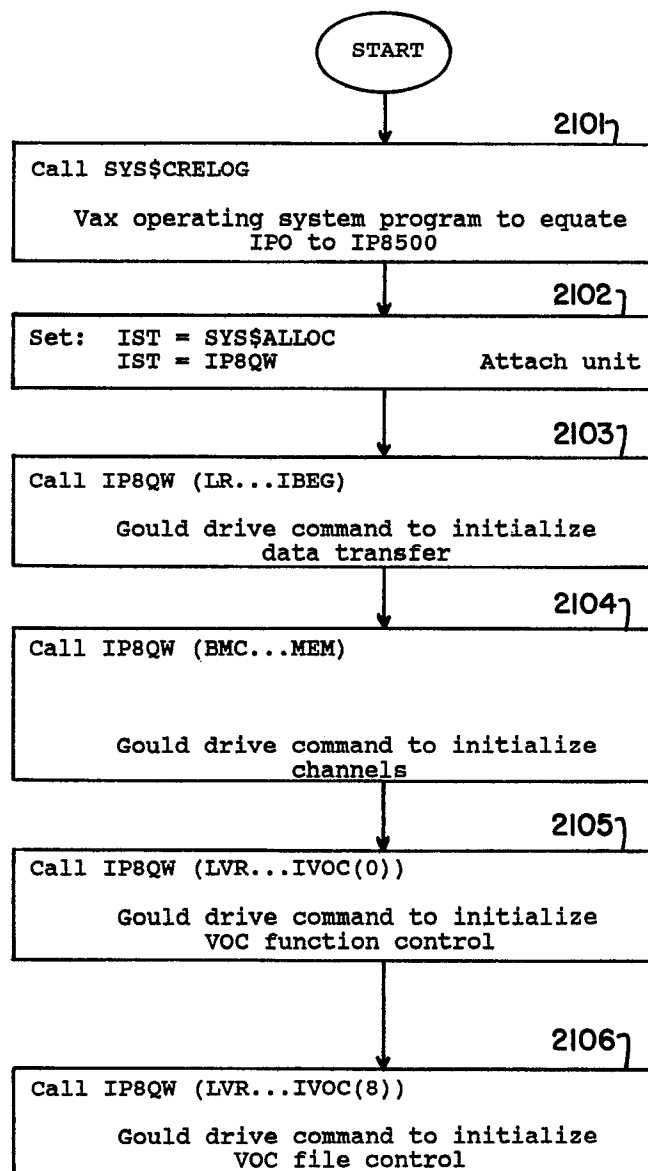 START
2101
Call SYS$CRELOG
Vax operating system program to equate
IPO to IP8500
2102
Set: IST = SYS$ALLOC
IST = IP8QW Attach unit
2103
Call IP8QW (LR...IBEG)
Gould drive command to initialize
data transfer
2104
Call IP8QW (BMC...MEM)
Gould drive command to initialize
channels
2105
Call IP8QW (LVR...IVOC(0))
Gould drive command to initialize
VOC function control
2106
Call IP8QW (LVR...IVOC(8))
Gould drive command to initialize
VOC file control